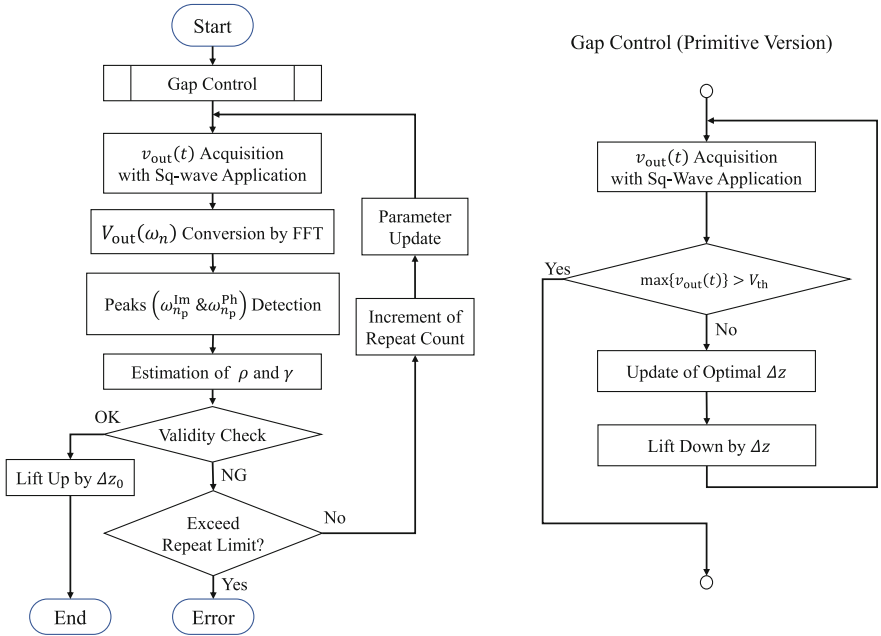 Start
Gap Control
v_out(t) Acquisition
with Sq-wave Application
V_out(ω_n) Conversion by FFT
Peaks (ω_{n_p}^{Im} & ω_{n_p}^{Ph}) Detection
Estimation of ρ and γ
Validity Check
OK
NG
Lift Up by Δz₀
Exceed
Repeat Limit?
No
Yes
End
Error
Increment of
Repeat Count
Parameter
Update
Gap Control (Primitive Version)
v_out(t) Acquisition
with Sq-Wave Application
Yes
max{v_out(t)} > V_th
No
Update of Optimal Δz
Lift Down by Δz